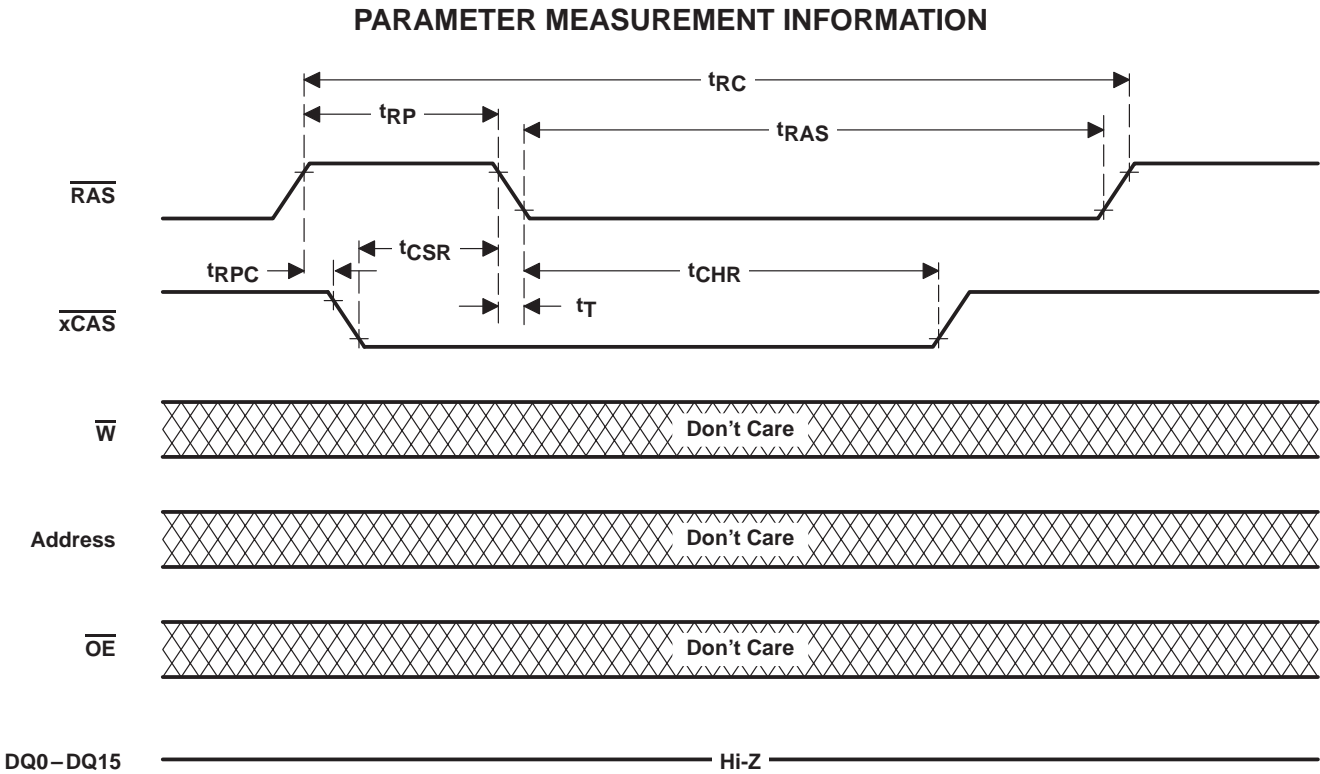 PARAMETER MEASUREMENT INFORMATION
tRC
tRP
tRAS
RAS
tCSR
tRPC
tCHR
tT
xCAS
W
Don't Care
Address
Don't Care
OE
Don't Care
DQ0–DQ15
Hi-Z